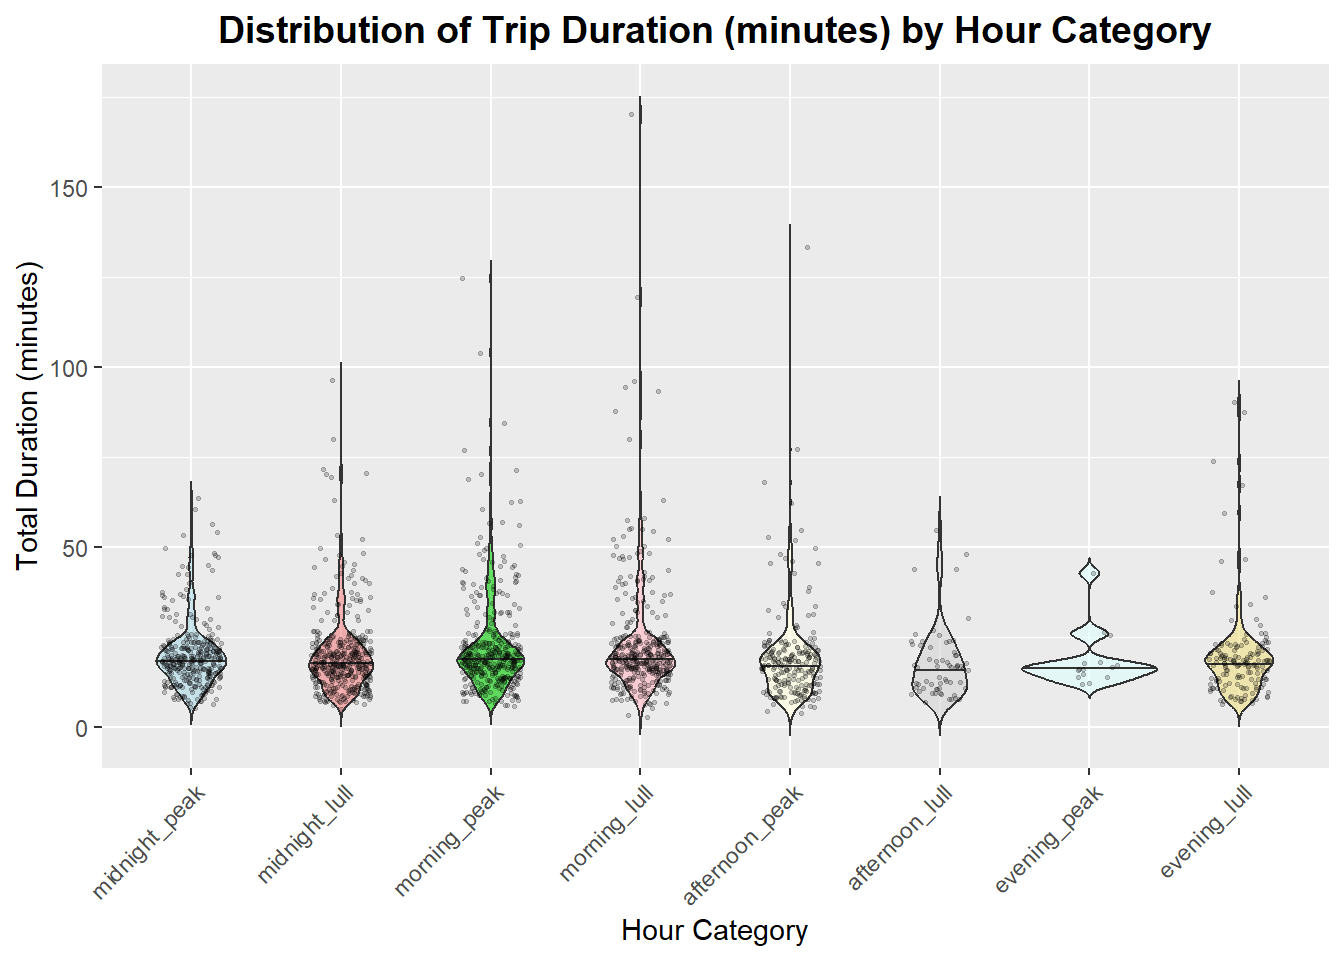 Distribution of Trip Duration (minutes) by Hour Category
Total Duration (minutes)
150
100
50
0
midnight_peak
midnight_lull
morning_peak
morning_lull
afternoon_peak
afternoon_lull
evening_peak
evening_lull
Hour Category